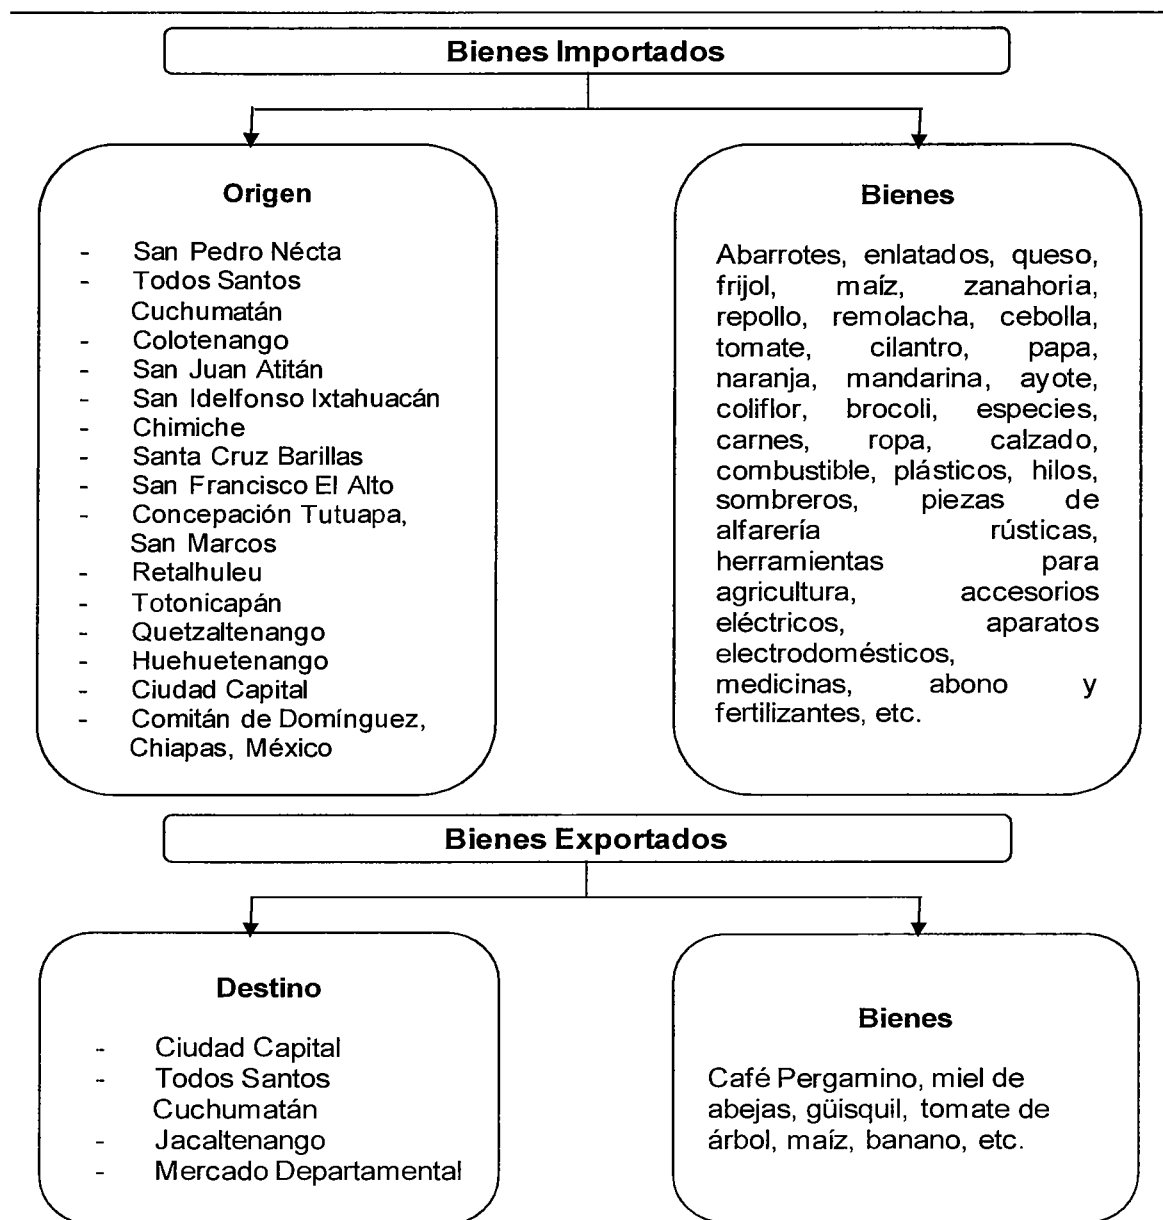 Bienes Importados
Origen
- San Pedro Nécta
- Todos Santos
Cuchumatán
- Colotenango
- San Juan Atitán
- San Idelfonso Ixtahuacán
- Chimiche
- Santa Cruz Barillas
- San Francisco El Alto
- Concepación Tutuapa,
San Marcos
- Retalhuleu
- Totonicapán
- Quetzaltenango
- Huehuetenango
- Ciudad Capital
- Comitán de Domínguez,
Chiapas, México
Bienes
Abarrotes, enlatados, queso,
frijol, maíz, zanahoria,
repollo, remolacha, cebolla,
tomate, cilantro, papa,
naranja, mandarina, ayote,
coliflor, brocoli, especies,
carnes, ropa, calzado,
combustible, plásticos, hilos,
sombreros, piezas de
alfarería rústicas,
herramientas para
agricultura, accesorios
eléctricos, aparatos
electrodomésticos,
medicinas, abono y
fertilizantes, etc.
Bienes Exportados
Destino
- Ciudad Capital
- Todos Santos
Cuchumatán
- Jacaltenango
- Mercado Departamental
Bienes
Café Pergamino, miel de
abejas, güisquil, tomate de
árbol, maíz, banano, etc.